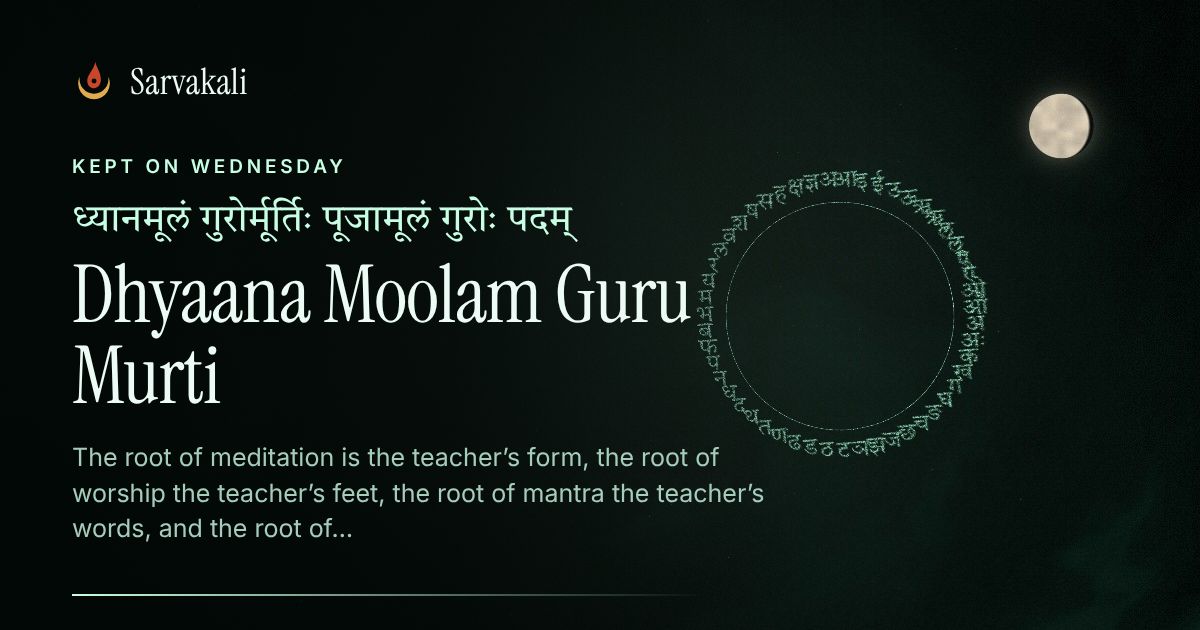 Sarvakali
KEPT ON WEDNESDAY
ध्यानमूलं गुरोर्मूर्तिः पूजामूलं गुरोः पदम्
Dhyaana Moolam Guru
Murti
The root of meditation is the teacher’s form, the root of
worship the teacher’s feet, the root of mantra the teacher’s
words, and the root of…